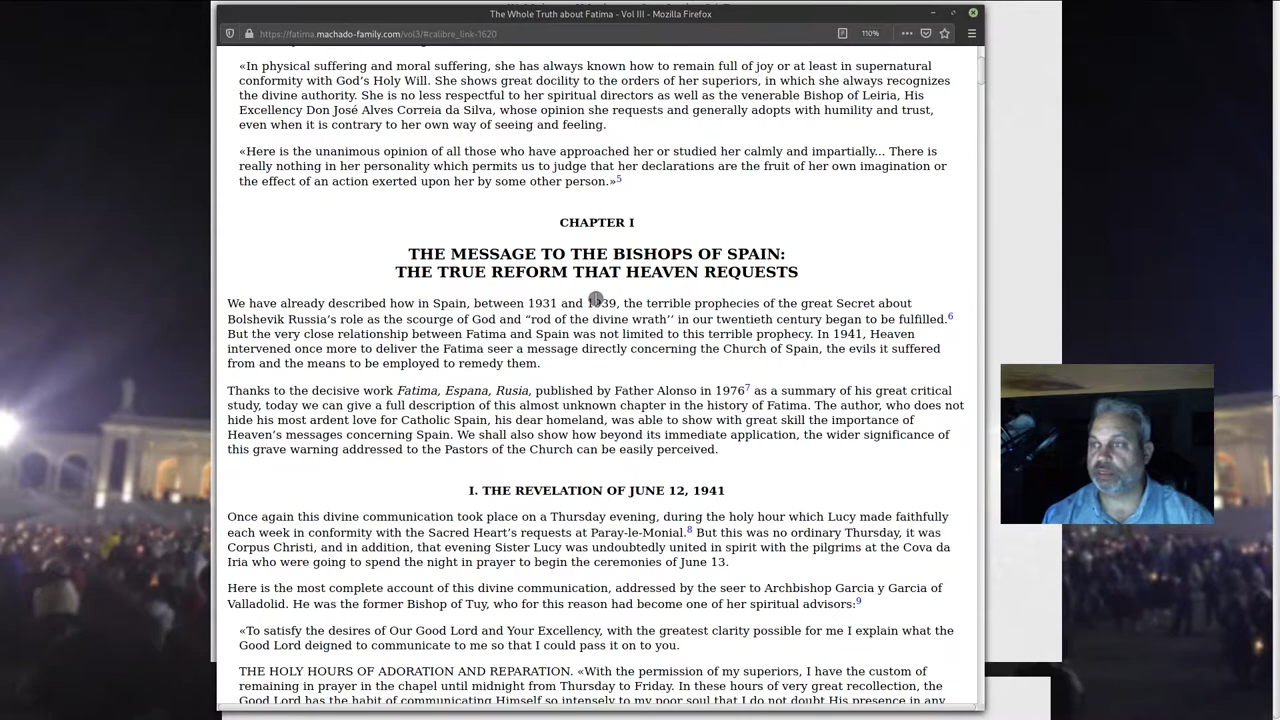 The Whole Truth about Fatima - Vol III - Mozilla Firefox
https://fatima.machado-family.com/vol3/#calibre_link-1620
110%
«In physical suffering and moral suffering, she has always known how to remain full of joy or at least in supernatural
conformity with God's Holy Will. She shows great docility to the orders of her superiors, in which she always recognizes
the divine authority. She is no less respectful to her spiritual directors as well as the venerable Bishop of Leiria, His
Excellency Don José Alves Correia da Silva, whose opinion she requests and generally adopts with humility and trust,
even when it is contrary to her own way of seeing and feeling.
«Here is the unanimous opinion of all those who have approached her or studied her calmly and impartially... There is
really nothing in her personality which permits us to judge that her declarations are the fruit of her own imagination or
the effect of an action exerted upon her by some other person.»5
CHAPTER I
THE MESSAGE TO THE BISHOPS OF SPAIN:
THE TRUE REFORM THAT HEAVEN REQUESTS
We have already described how in Spain, between 1931 and 1939, the terrible prophecies of the great Secret about
Bolshevik Russia's role as the scourge of God and “rod of the divine wrath’’ in our twentieth century began to be fulfilled.6
But the very close relationship between Fatima and Spain was not limited to this terrible prophecy. In 1941, Heaven
intervened once more to deliver the Fatima seer a message directly concerning the Church of Spain, the evils it suffered
from and the means to be employed to remedy them.
Thanks to the decisive work Fatima, Espana, Rusia, published by Father Alonso in 19767 as a summary of his great critical
study, today we can give a full description of this almost unknown chapter in the history of Fatima. The author, who does not
hide his most ardent love for Catholic Spain, his dear homeland, was able to show with great skill the importance of
Heaven's messages concerning Spain. We shall also show how beyond its immediate application, the wider significance of
this grave warning addressed to the Pastors of the Church can be easily perceived.
I. THE REVELATION OF JUNE 12, 1941
Once again this divine communication took place on a Thursday evening, during the holy hour which Lucy made faithfully
each week in conformity with the Sacred Heart's requests at Paray-le-Monial.8 But this was no ordinary Thursday, it was
Corpus Christi, and in addition, that evening Sister Lucy was undoubtedly united in spirit with the pilgrims at the Cova da
Iria who were going to spend the night in prayer to begin the ceremonies of June 13.
Here is the most complete account of this divine communication, addressed by the seer to Archbishop Garcia y Garcia of
Valladolid. He was the former Bishop of Tuy, who for this reason had become one of her spiritual advisors:9
«To satisfy the desires of Our Good Lord and Your Excellency, with the greatest clarity possible for me I explain what the
Good Lord deigned to communicate to me so that I could pass it on to you.
THE HOLY HOURS OF ADORATION AND REPARATION. «With the permission of my superiors, I have the custom of
remaining in prayer in the chapel until midnight from Thursday to Friday. In these hours of very great recollection, the
Good Lord has the habit of communicating Himself so intensely to my poor soul that I do not doubt His presence in any